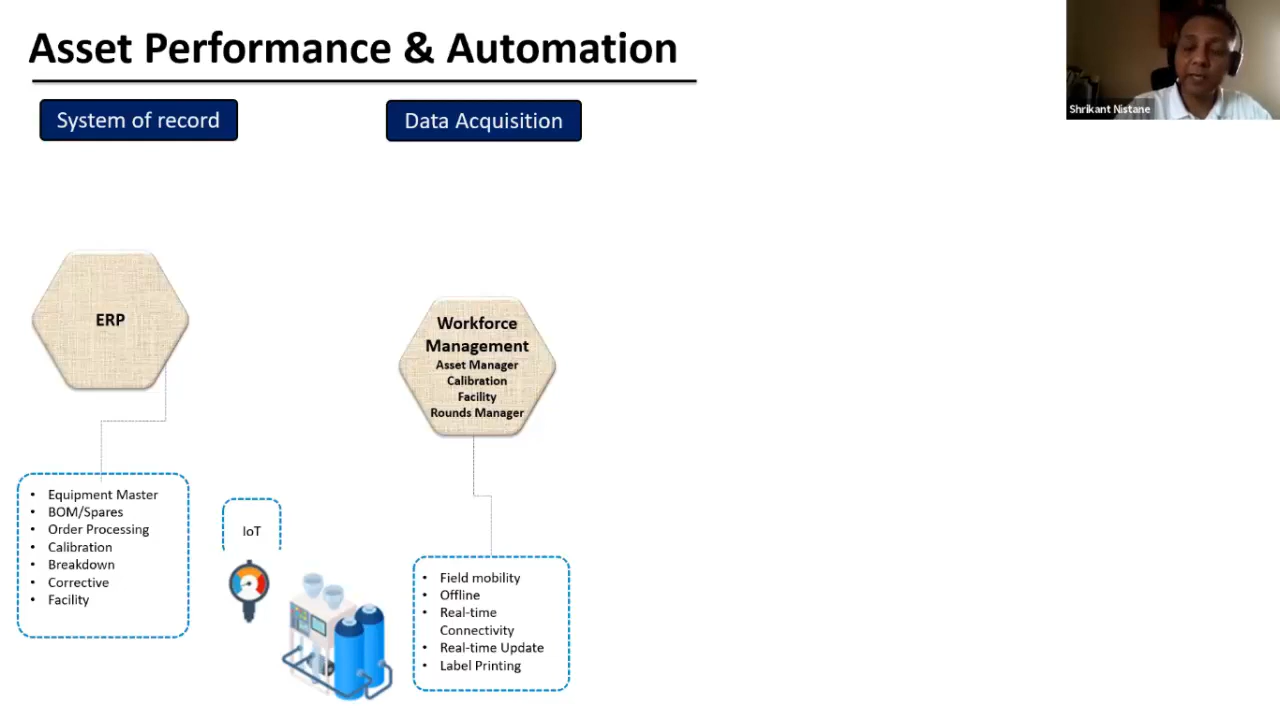 Asset Performance & Automation
Shrikant Nistane
System of record
Data Acquisition
ERP
Workforce
Management
Asset Manager
Calibration
Facility
Rounds Manager
• Equipment Master
• BOM/Spares
• Order Processing
• Calibration
• Breakdown
• Corrective
• Facility
IoT
• Field mobility
• Offline
• Real-time
Connectivity
• Real-time Update
• Label Printing